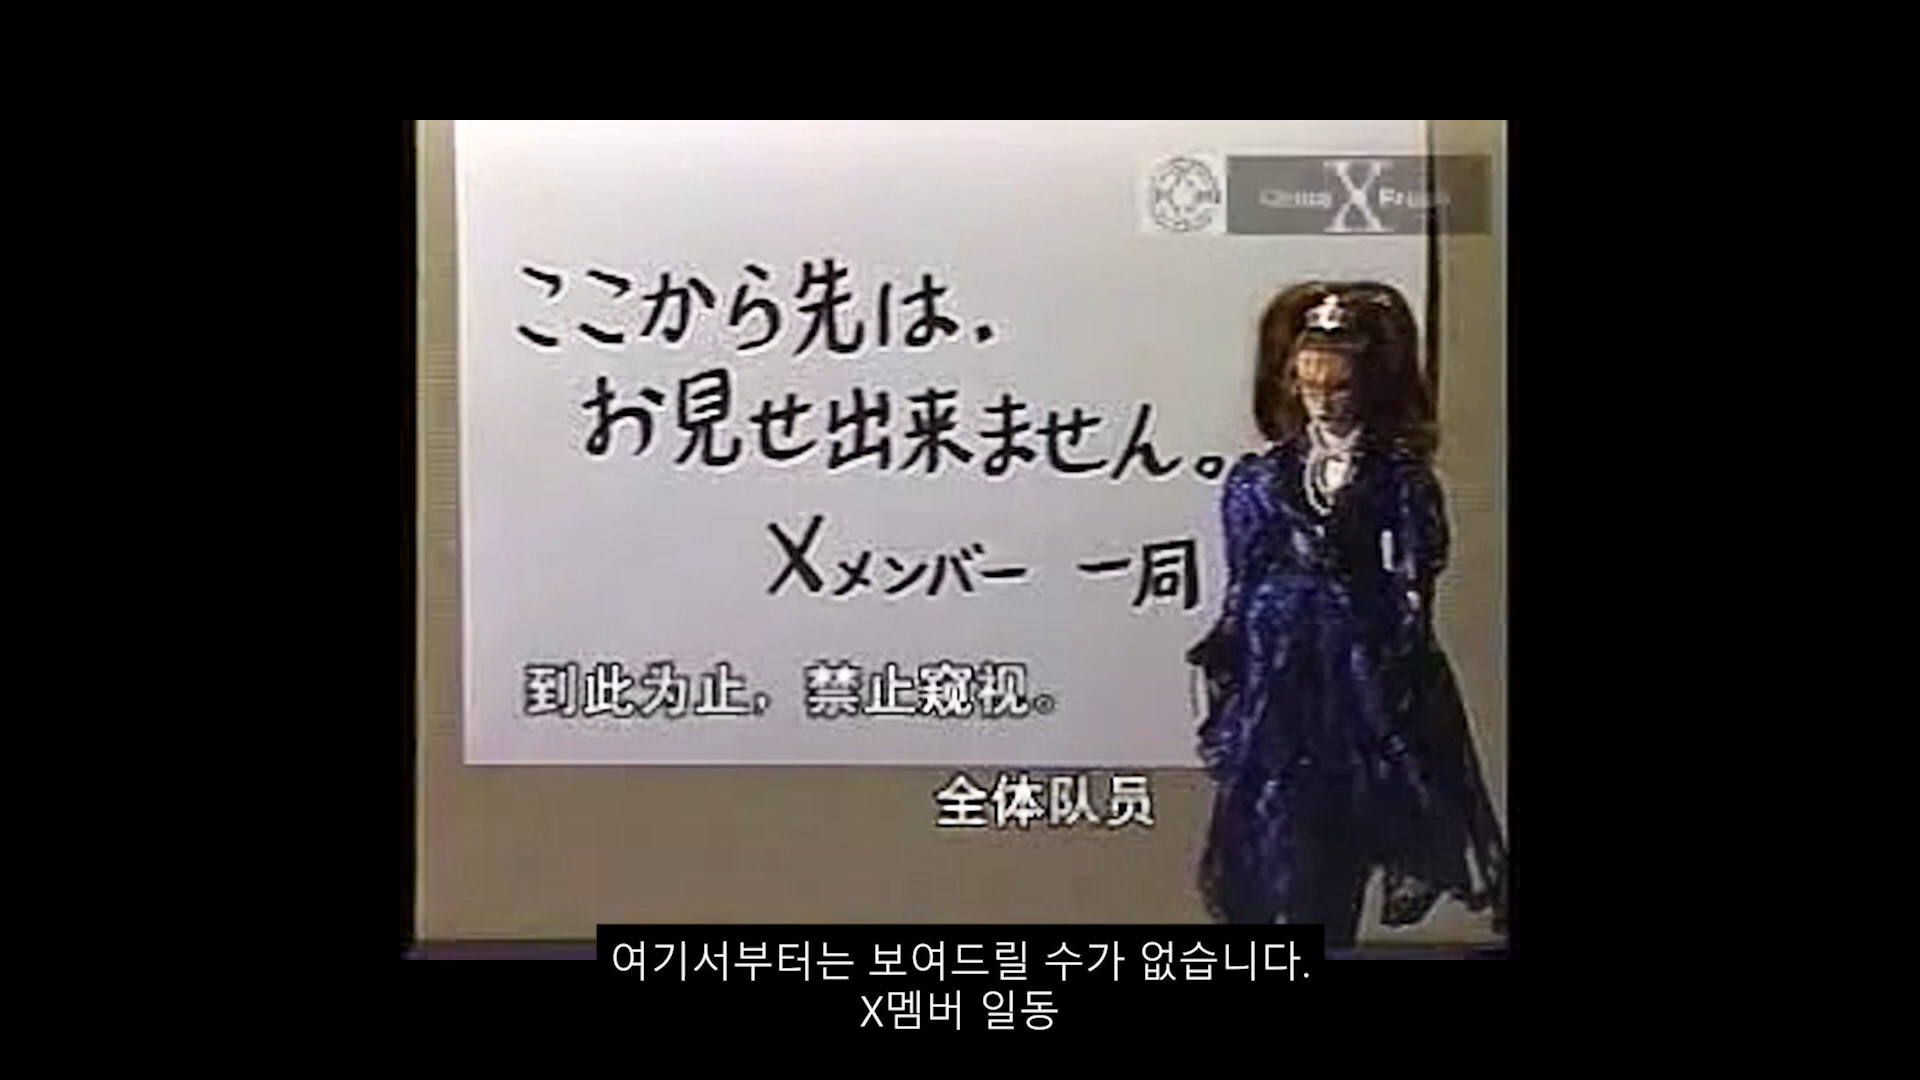 X
ここから先は、
お見せ出来ません。
Xメンバー 一同
到此为止，禁止窥视。
全体队员
여기서부터는 보여드릴 수가 없습니다.
X멤버 일동